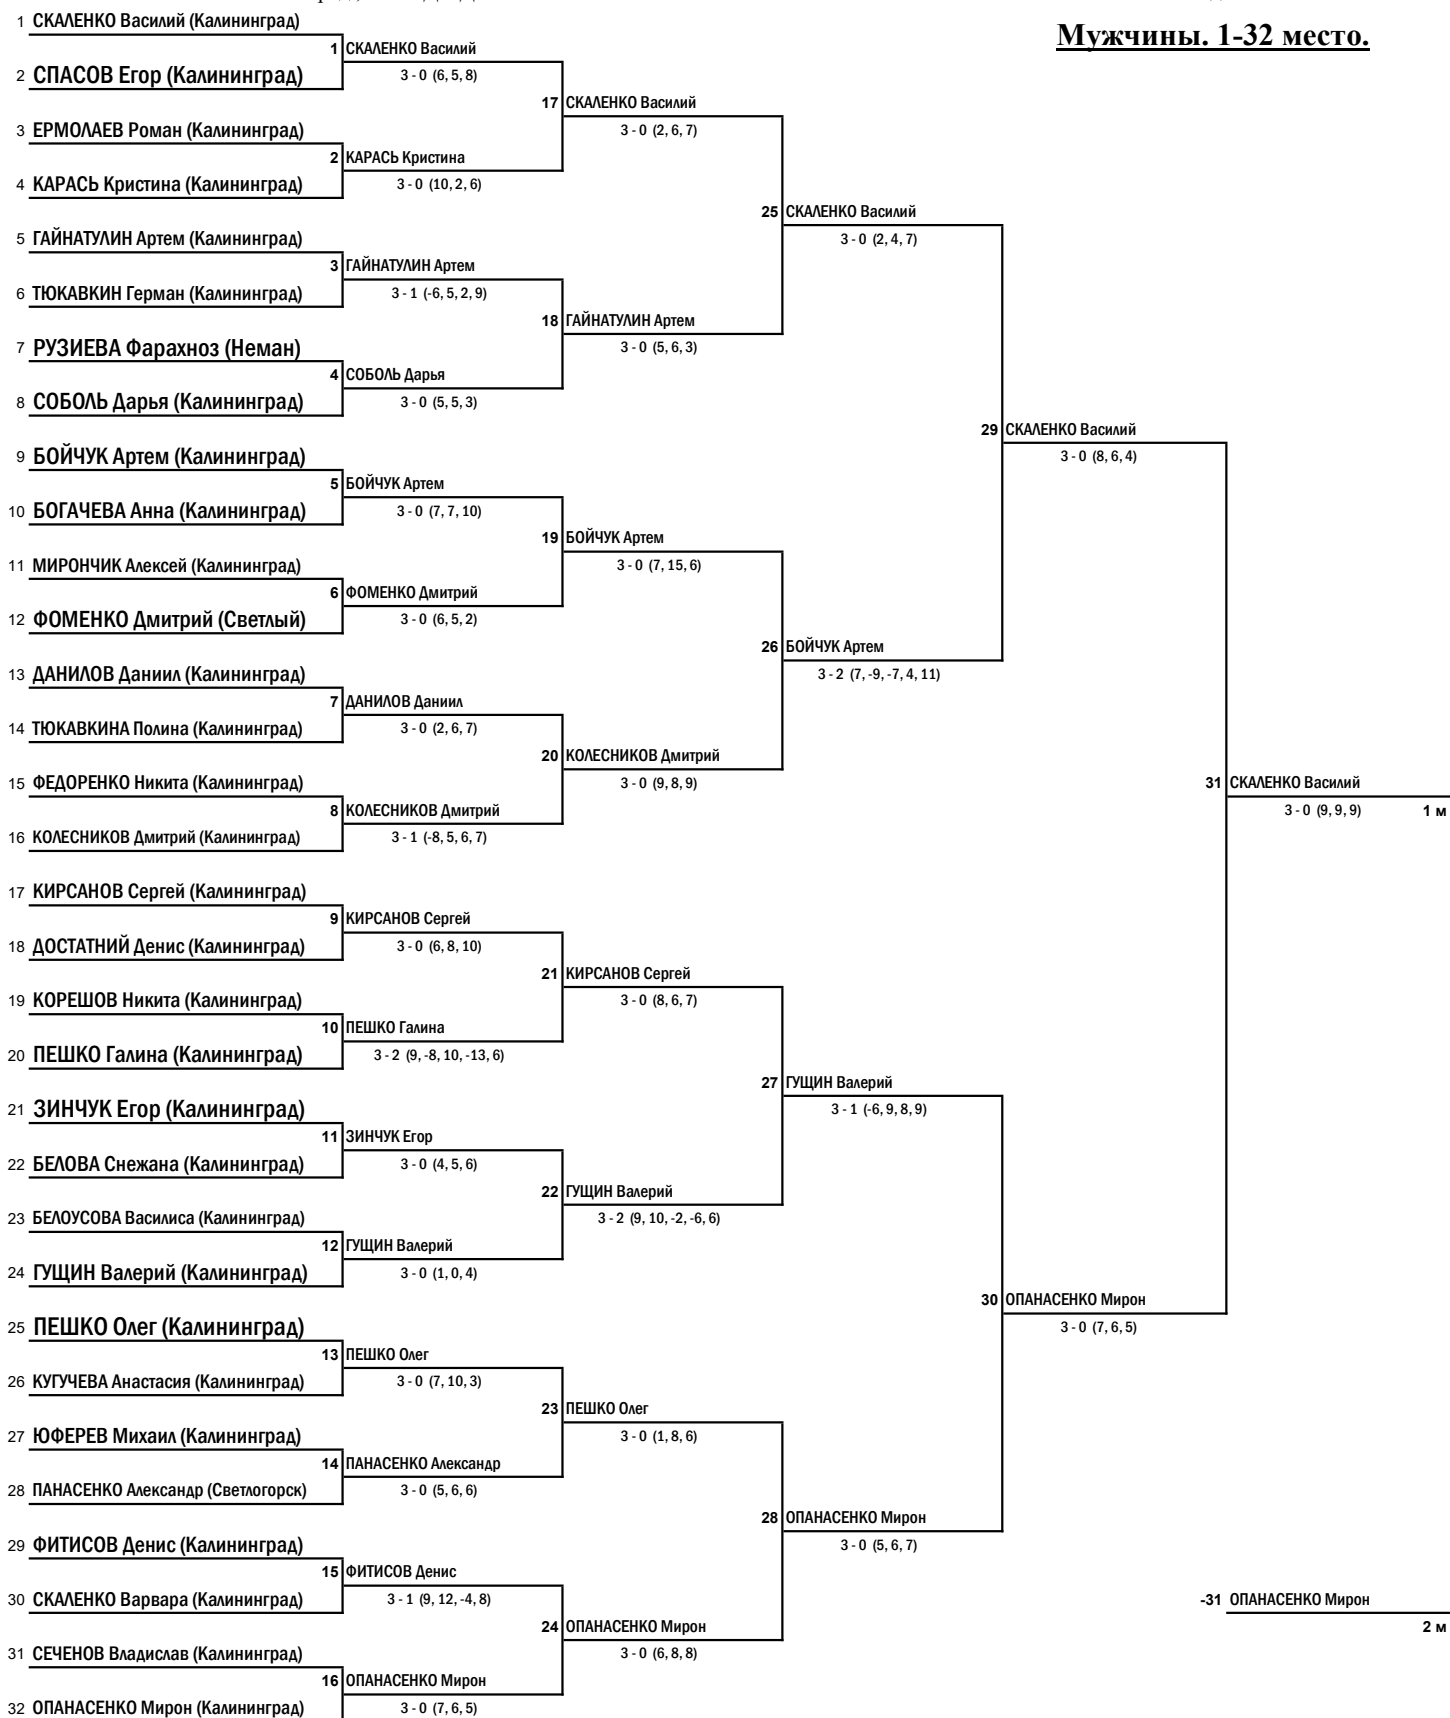 Мужчины. 1-32 место.
1 СКАЛЕНКО Василий (Калининград)
1 СКАЛЕНКО Василий
2 СПАСОВ Егор (Калининград)
3 - 0 (6, 5, 8)
17 СКАЛЕНКО Василий
3 ЕРМОЛАЕВ Роман (Калининград)
3 - 0 (2, 6, 7)
2 КАРАСЬ Кристина
4 КАРАСЬ Кристина (Калининград)
3 - 0 (10, 2, 6)
25 СКАЛЕНКО Василий
5 ГАЙНАТУЛИН Артем (Калининград)
3 - 0 (2, 4, 7)
3 ГАЙНАТУЛИН Артем
6 ТЮКАВКИН Герман (Калининград)
3 - 1 (-6, 5, 2, 9)
18 ГАЙНАТУЛИН Артем
7 РУЗИЕВА Фарахноз (Неман)
3 - 0 (5, 6, 3)
4 СОБОЛЬ Дарья
8 СОБОЛЬ Дарья (Калининград)
3 - 0 (5, 5, 3)
29 СКАЛЕНКО Василий
9 БОЙЧУК Артем (Калининград)
3 - 0 (8, 6, 4)
5 БОЙЧУК Артем
10 БОГАЧЕВА Анна (Калининград)
3 - 0 (7, 7, 10)
19 БОЙЧУК Артем
11 МИРОНЧИК Алексей (Калининград)
3 - 0 (7, 15, 6)
6 ФОМЕНКО Дмитрий
12 ФОМЕНКО Дмитрий (Светлый)
3 - 0 (6, 5, 2)
26 БОЙЧУК Артем
13 ДАНИЛОВ Даниил (Калининград)
3 - 2 (7, -9, -7, 4, 11)
7 ДАНИЛОВ Даниил
14 ТЮКАВКИНА Полина (Калининград)
3 - 0 (2, 6, 7)
20 КОЛЕСНИКОВ Дмитрий
15 ФЕДОРЕНКО Никита (Калининград)
3 - 0 (9, 8, 9)
31 СКАЛЕНКО Василий
8 КОЛЕСНИКОВ Дмитрий
3 - 0 (9, 9, 9) 1 м
16 КОЛЕСНИКОВ Дмитрий (Калининград)
3 - 1 (-8, 5, 6, 7)
17 КИРСАНОВ Сергей (Калининград)
9 КИРСАНОВ Сергей
18 ДОСТАТНИЙ Денис (Калининград)
3 - 0 (6, 8, 10)
21 КИРСАНОВ Сергей
19 КОРЕШОВ Никита (Калининград)
3 - 0 (8, 6, 7)
10 ПЕШКО Галина
20 ПЕШКО Галина (Калининград)
3 - 2 (9, -8, 10, -13, 6)
27 ГУЩИН Валерий
21 ЗИНЧУК Егор (Калининград)
3 - 1 (-6, 9, 8, 9)
11 ЗИНЧУК Егор
22 БЕЛОВА Снежана (Калининград)
3 - 0 (4, 5, 6)
22 ГУЩИН Валерий
23 БЕЛОУСОВА Василиса (Калининград)
3 - 2 (9, 10, -2, -6, 6)
12 ГУЩИН Валерий
24 ГУЩИН Валерий (Калининград)
3 - 0 (1, 0, 4)
30 ОПАНАСЕНКО Мирон
25 ПЕШКО Олег (Калининград)
3 - 0 (7, 6, 5)
13 ПЕШКО Олег
26 КУГУЧЕВА Анастасия (Калининград)
3 - 0 (7, 10, 3)
23 ПЕШКО Олег
27 ЮФЕРЕВ Михаил (Калининград)
3 - 0 (1, 8, 6)
14 ПАНАСЕНКО Александр
28 ПАНАСЕНКО Александр (Светлогорск)
3 - 0 (5, 6, 6)
28 ОПАНАСЕНКО Мирон
29 ФИТИСОВ Денис (Калининград)
3 - 0 (5, 6, 7)
15 ФИТИСОВ Денис
30 СКАЛЕНКО Варвара (Калининград)
3 - 1 (9, 12, -4, 8)
-31 ОПАНАСЕНКО Мирон
24 ОПАНАСЕНКО Мирон
2 м
31 СЕЧЕНОВ Владислав (Калининград)
3 - 0 (6, 8, 8)
16 ОПАНАСЕНКО Мирон
32 ОПАНАСЕНКО Мирон (Калининград)
3 - 0 (7, 6, 5)